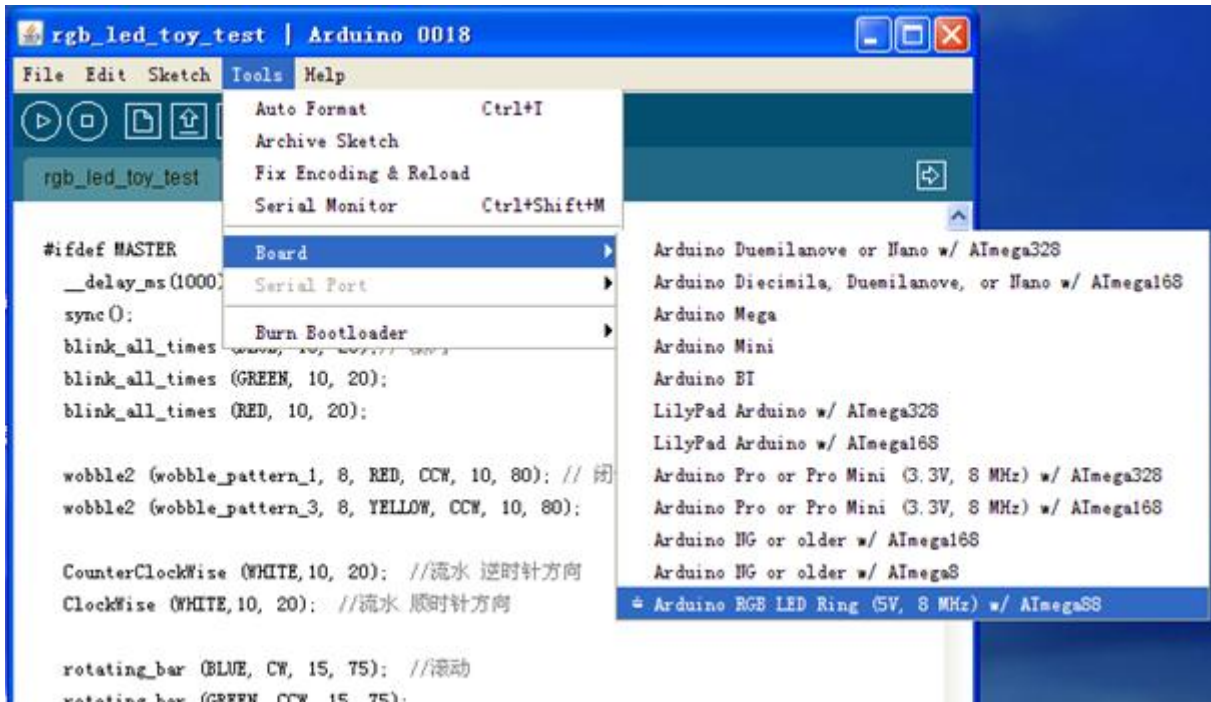 rgb_led_toy_test | Arduino 0018
File Edit Sketch Tools Help
Auto Format Ctrl+I
Archive Sketch
Fix Encoding & Reload
Serial Monitor Ctrl+Shift+M
Board
Serial Port
Burn Bootloader
Arduino Duemilanove or Nano w/ ATmega328
Arduino Diecimila, Duemilanove, or Nano w/ ATmega168
Arduino Mega
Arduino Mini
Arduino BT
LilyPad Arduino w/ ATmega328
LilyPad Arduino w/ ATmega168
Arduino Pro or Pro Mini (3.3V, 8 MHz) w/ ATmega328
Arduino Pro or Pro Mini (3.3V, 8 MHz) w/ ATmega168
Arduino NG or older w/ ATmega168
Arduino NG or older w/ ATmega8
Arduino RGB LED Ring (5V, 8 MHz) w/ ATmega88
rgb_led_toy_test
#ifdef MASTER
__delay_ms(1000)
sync();
blink_all_times
blink_all_times (GREEN, 10, 20);
blink_all_times (RED, 10, 20);
wobble2 (wobble_pattern_1, 8, RED, CCW, 10, 80); // 闭
wobble2 (wobble_pattern_3, 8, YELLOW, CCW, 10, 80);
CounterClockWise (WHITE,10, 20); //流水 逆时针方向
ClockWise (WHITE,10, 20); //流水 顺时针方向
rotating_bar (BLUE, CW, 15, 75); //滚动
rotating_bar (GREEN, CCW, 15, 75);